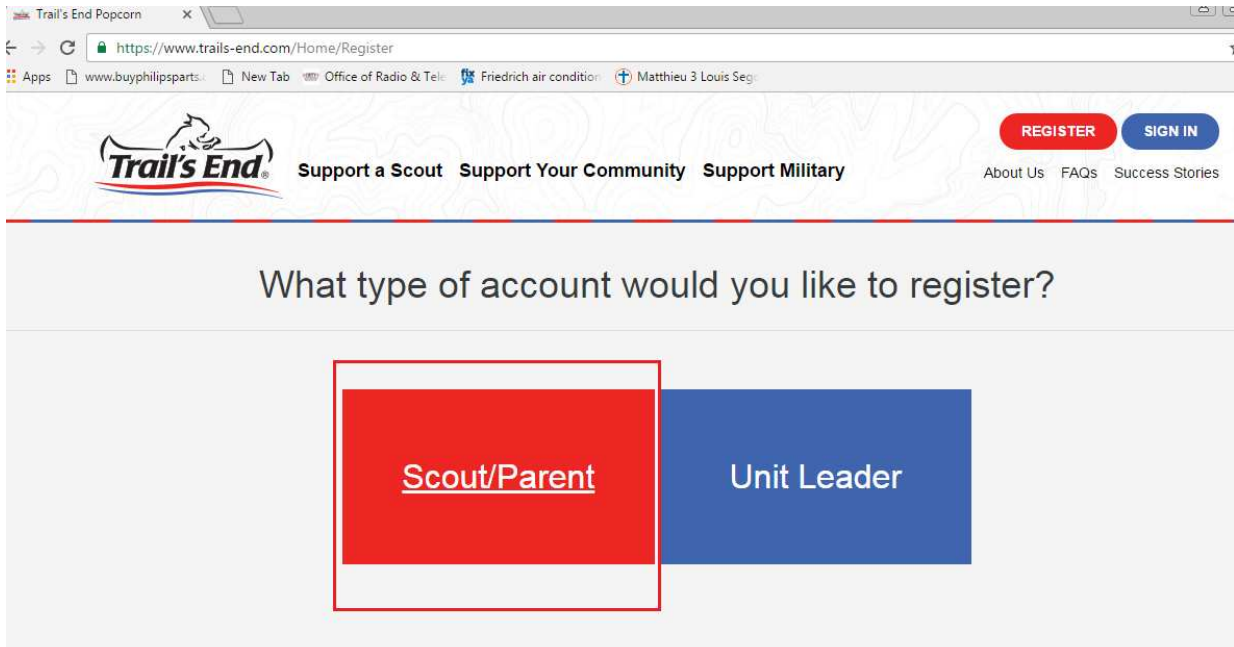 Trail's End Popcorn
https://www.trails-end.com/Home/Register
Apps www.buyphilipsparts. New Tab Office of Radio & Tele Friedrich air condition Matthieu 3 Louis Seg
REGISTER SIGN IN
Trail's End® Support a Scout Support Your Community Support Military
About Us FAQs Success Stories
What type of account would you like to register?
Scout/Parent Unit Leader